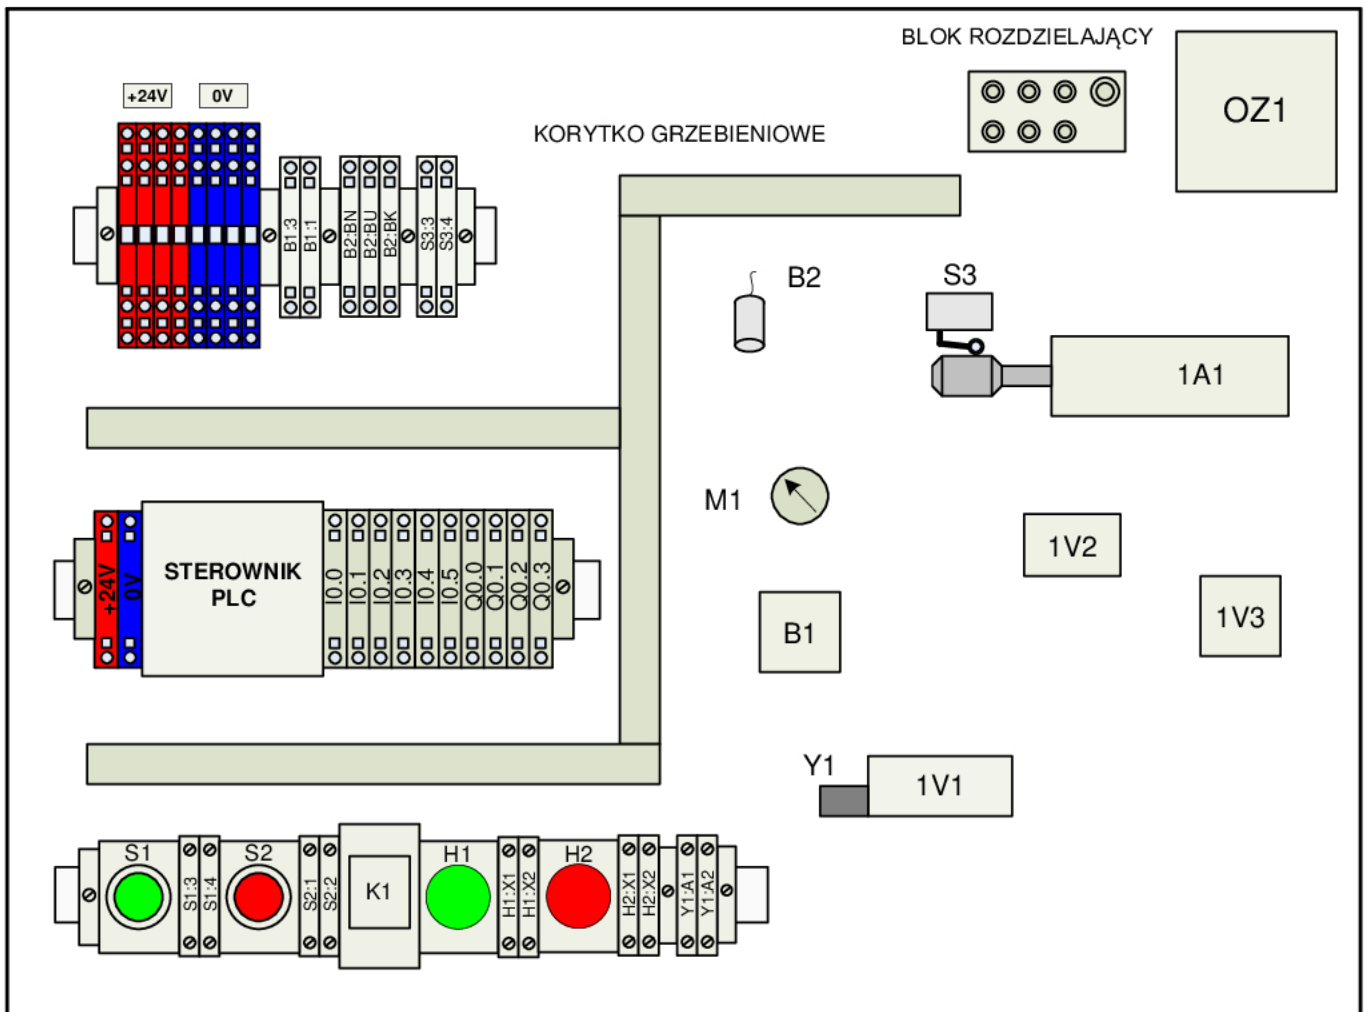 BLOK ROZDZIELAJĄCY
OZ1
+24V
0V
KORYTKO GRZEBIENIOWE
B1:3
B1:1
B2:BN
B2:BU
B2:BK
S3:3
S3:4
B2
S3
1A1
M1
1V2
+24V
0V
STEROWNIK
PLC
I0.0
I0.1
I0.2
I0.3
I0.4
I0.5
Q0.0
Q0.1
Q0.2
Q0.3
B1
1V3
Y1
1V1
S1
S1:3
S1:4
S2
S2:1
S2:2
K1
H1
H1:X1
H1:X2
H2
H2:X1
H2:X2
Y1:A1
Y1:A2